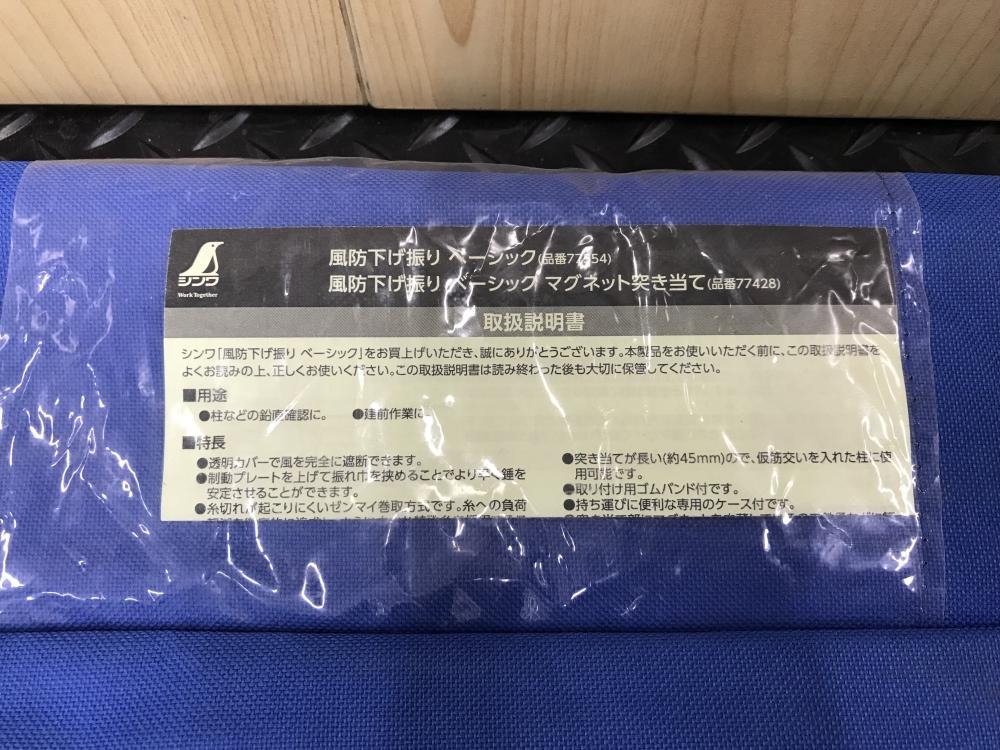 シンワ
Work Together
風防下げ振り ベーシック
風防下げ振り ベーシック マグネット突き当て(品番77428)
取扱説明書
シンワ「風防下げ振り ベーシック」をお買上げいただき、誠にありがとうございます。本製品をお使いいただく前に、この取扱説明書を
よくお読みの上、正しくお使いください。この取扱説明書は読み終わった後も大切に保管してください。
■用途
●柱などの鉛直確認に。 ●建前作業に。
■特長
●透明カバーで風を完全に遮断できます。
●制動プレートを上げて振れ巾を狭めることでより早く錘を
安定させることができます。
●糸切れが起こりにくいゼンマイ巻取方式です。糸への負荷
●突き当てが長い(約45mm)ので、仮筋交いを入れた柱に使
用可能です。
●取り付け用ゴムバンド付です。
●持ち運びに便利な専用のケース付です。